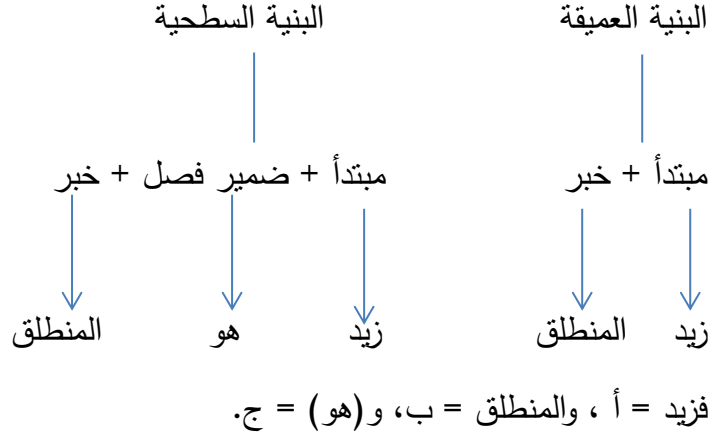 البنية العميقة البنية السطحية
مبتدأ + خبر مبتدأ + ضمير فصل + خبر
زيد المنطلق زيد هو المنطلق
فزيد = أ ، والمنطلق = ب، و(هو) = ج.